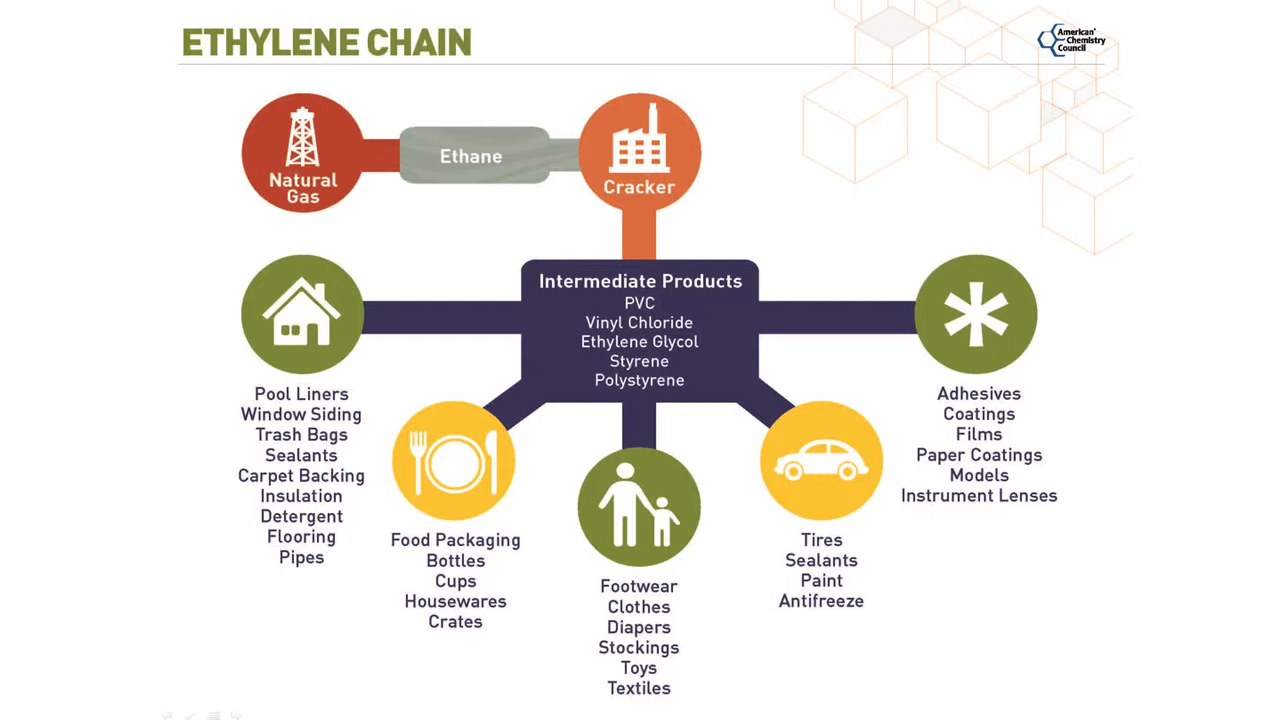 ETHYLENE CHAIN
American
Chemistry
Council
Natural
Gas
Ethane
Cracker
Intermediate Products
PVC
Vinyl Chloride
Ethylene Glycol
Styrene
Polystyrene
Pool Liners
Window Siding
Trash Bags
Sealants
Carpet Backing
Insulation
Detergent
Flooring
Pipes
Food Packaging
Bottles
Cups
Housewares
Crates
Footwear
Clothes
Diapers
Stockings
Toys
Textiles
Tires
Sealants
Paint
Antifreeze
Adhesives
Coatings
Films
Paper Coatings
Models
Instrument Lenses